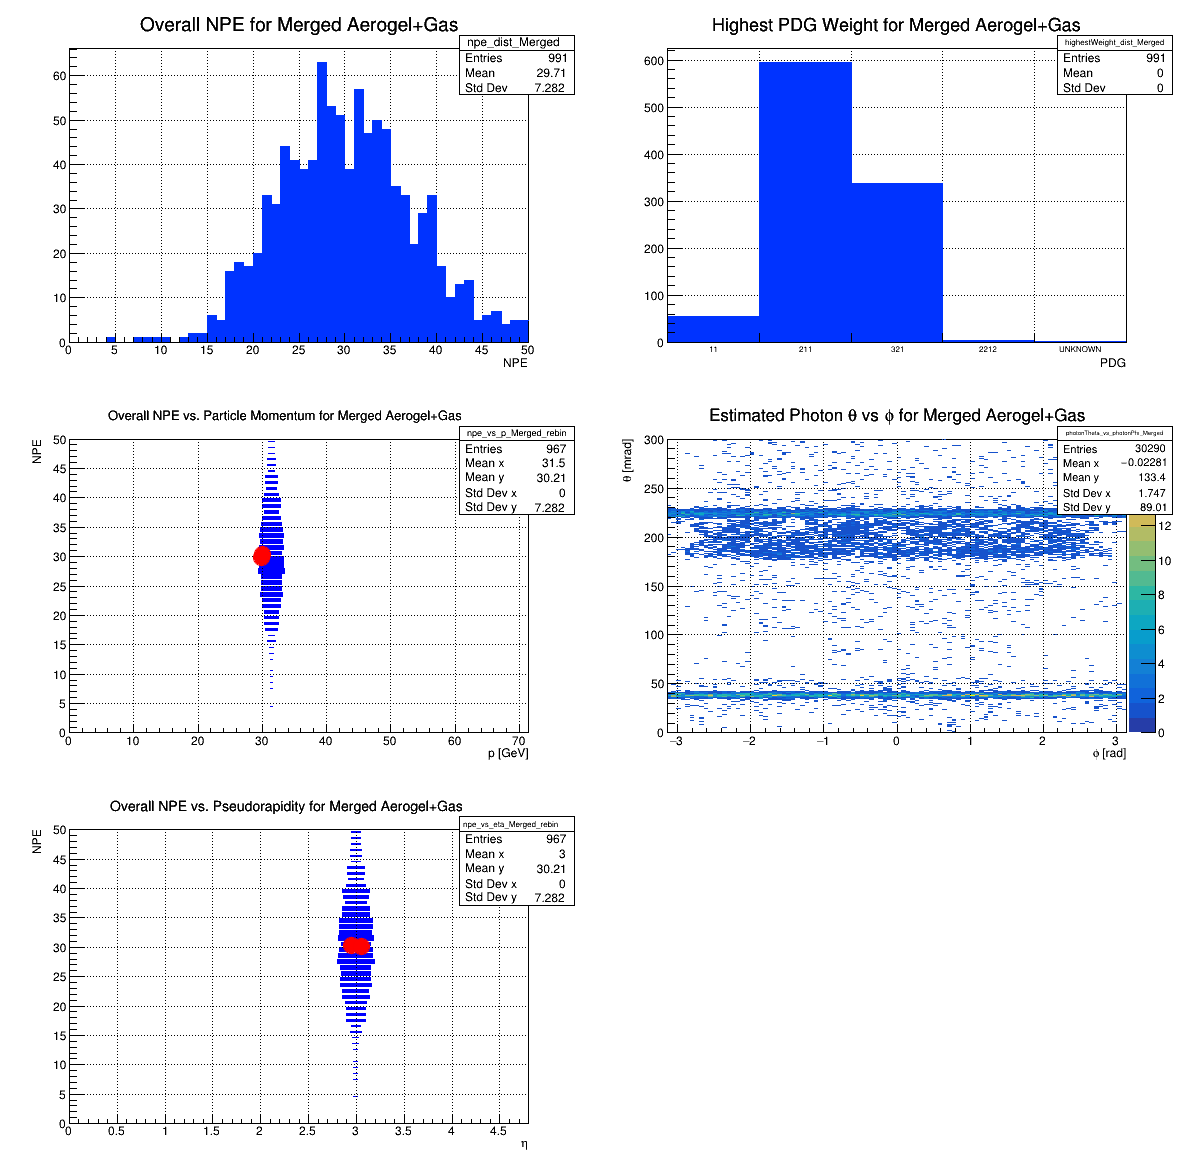 Overall NPE for Merged Aerogel+Gas
npe_dist_Merged
Entries 991
Mean 29.71
Std Dev 7.282
60
50
40
30
20
10
0
0 5 10 15 20 25 30 35 40 45 50
NPE
Highest PDG Weight for Merged Aerogel+Gas
highestWeight_dist_Merged
Entries 991
Mean 0
Std Dev 0
600
500
400
300
200
100
0
11 211 321 2212 UNKNOWN
PDG
Overall NPE vs. Particle Momentum for Merged Aerogel+Gas
npe_vs_p_Merged_rebin
Entries 967
Mean x 31.5
Mean y 30.21
Std Dev x 0
Std Dev y 7.282
NPE
50
45
40
35
30
25
20
15
10
5
0
0 10 20 30 40 50 60 70
p [GeV]
Estimated Photon θ vs ϕ for Merged Aerogel+Gas
photonTheta_vs_photonPhi_Merged
Entries 30290
Mean x −0.02281
Mean y 133.4
Std Dev x 1.747
Std Dev y 89.01
θ [mrad]
300
250
200
150
100
50
0
−3 −2 −1 0 1 2 3
ϕ [rad]
12
10
8
6
4
2
0
Overall NPE vs. Pseudorapidity for Merged Aerogel+Gas
npe_vs_eta_Merged_rebin
Entries 967
Mean x 3
Mean y 30.21
Std Dev x 0
Std Dev y 7.282
NPE
50
45
40
35
30
25
20
15
10
5
0
0 0.5 1 1.5 2 2.5 3 3.5 4 4.5
η